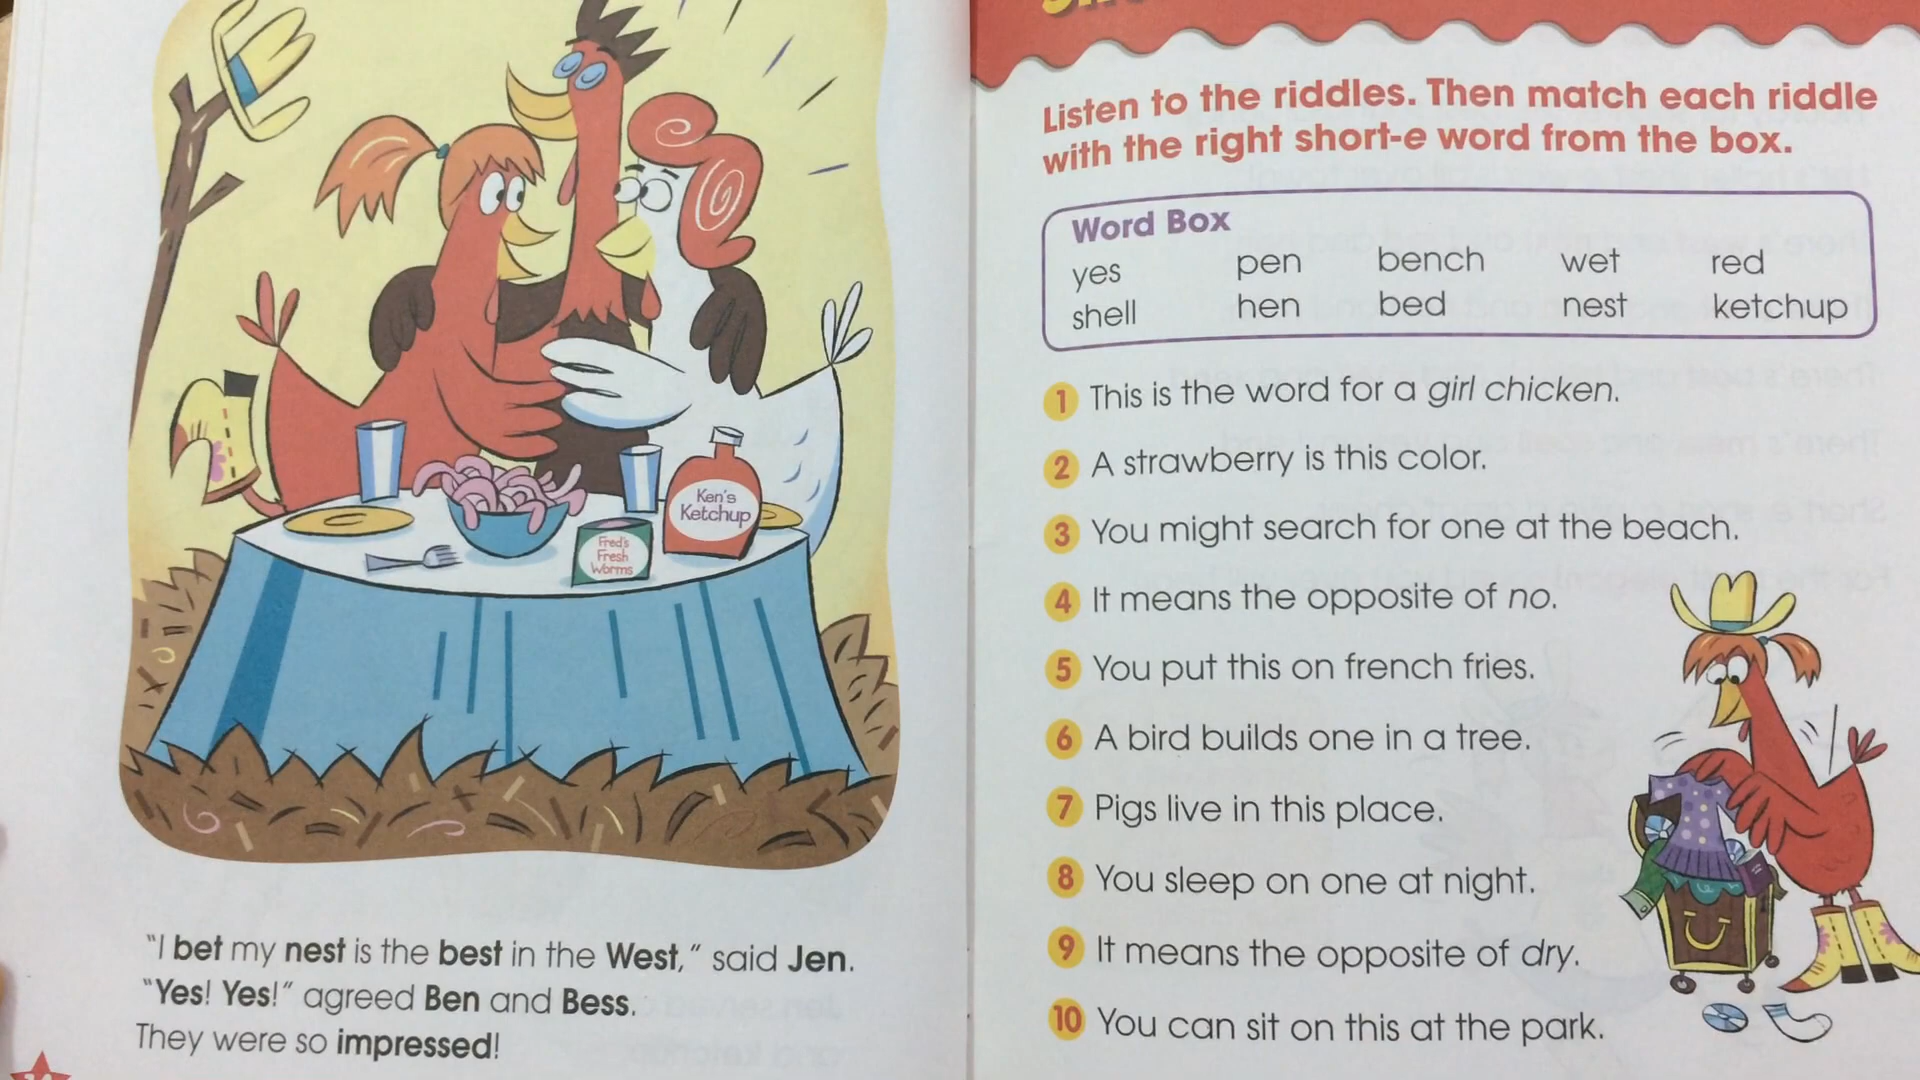 Ken's
Ketchup
Fred's
Fresh
Worms
"I bet my nest is the best in the West," said Jen.
"Yes! Yes!" agreed Ben and Bess.
They were so impressed!
Listen to the riddles. Then match each riddle
with the right short-e word from the box.
Word Box
yes pen bench wet red
shell hen bed nest ketchup
1 This is the word for a girl chicken.
2 A strawberry is this color.
3 You might search for one at the beach.
4 It means the opposite of no.
5 You put this on french fries.
6 A bird builds one in a tree.
7 Pigs live in this place.
8 You sleep on one at night.
9 It means the opposite of dry.
10 You can sit on this at the park.